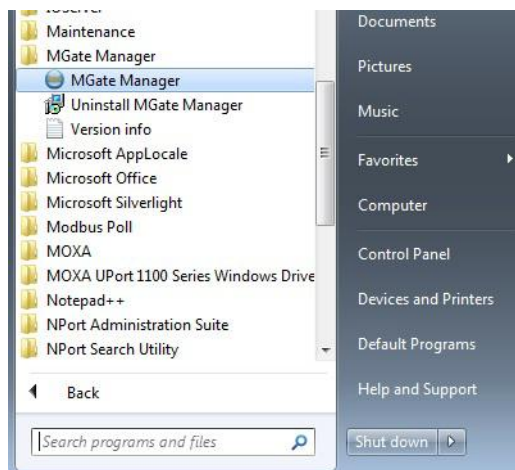 IOServer
Maintenance
MGate Manager
MGate Manager
Uninstall MGate Manager
Version info
Microsoft AppLocale
Microsoft Office
Microsoft Silverlight
Modbus Poll
MOXA
MOXA UPort 1100 Series Windows Drive
Notepad++
NPort Administration Suite
NPort Search Utility
Back
Search programs and files
Documents
Pictures
Music
Favorites
Computer
Control Panel
Devices and Printers
Default Programs
Help and Support
Shut down